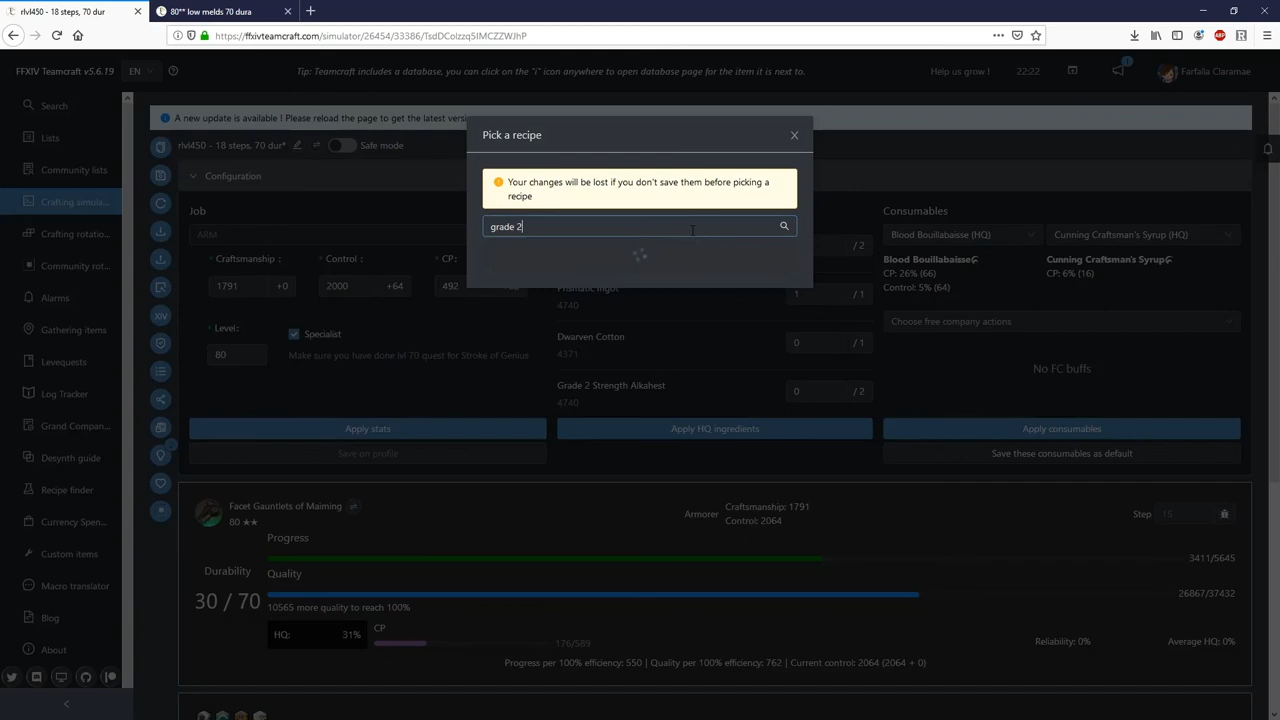 rlvl450 - 18 steps, 70 dur
80** low melds 70 dura
https://ffxivteamcraft.com/simulator/26454/33386/TsdDColzzq5IMCZZWJhP
FFXIV Teamcraft v5.6.19
EN
Tip: Teamcraft includes a database, you can click on the "i" icon anywhere to open database page for the item it is next to.
Help us grow !
22:22
1
Farfalla Claramae
Search
Lists
Community lists
Crafting simula...
Crafting rotatio...
Community rot...
Alarms
Gathering items
Levequests
Log Tracker
Grand Compan...
Desynth guide
Recipe finder
Currency Spen...
Custom items
Macro translator
Blog
About
A new update is available ! Please reload the page to get the latest versi
rlvl450 - 18 steps, 70 dur*
Safe mode
Configuration
Job
ARM
Craftsmanship:
Control:
CP:
1791
+0
2000
+64
492
Level:
Specialist
80
Make sure you have done lvl 70 quest for Stroke of Genius
Apply stats
Save on profile
Pick a recipe
Your changes will be lost if you don't save them before picking a
recipe
grade 2
/ 2
Prismatic Ingot
4740
1
/ 1
Dwarven Cotton
4371
0
/ 1
Grade 2 Strength Alkahest
4740
0
/ 2
Apply HQ ingredients
Consumables
Blood Bouillabaisse (HQ)
Cunning Craftsman's Syrup (HQ)
Blood Bouillabaisse
CP: 26% (66)
Control: 5% (64)
Cunning Craftsman's Syrup
CP: 6% (16)
Choose free company actions
No FC buffs
Apply consumables
Save these consumables as default
Facet Gauntlets of Maiming
80 ★★
Armorer
Craftsmanship: 1791
Control: 2064
Step
15
Progress
3411/5645
Durability
30 / 70
Quality
26867/37432
10565 more quality to reach 100%
HQ:
31%
CP
176/589
Reliability: 0%
Average HQ: 0%
Progress per 100% efficiency: 550 | Quality per 100% efficiency: 762 | Current control: 2064 (2064 + 0)